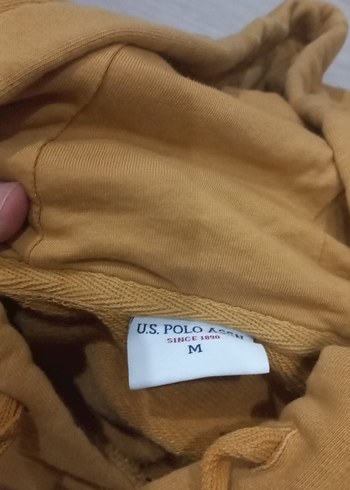 U.S. POLO ASSN.
SINCE 1890
M